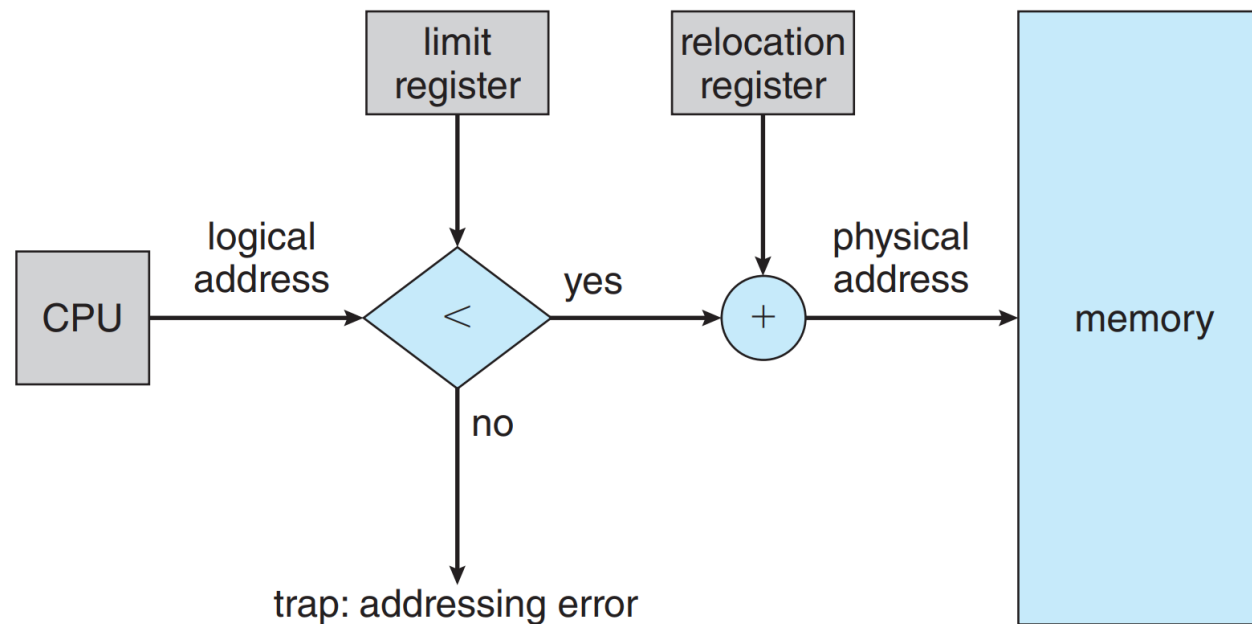 limit
register
relocation
register
logical
address
physical
address
CPU
<
yes
+
memory
no
trap: addressing error